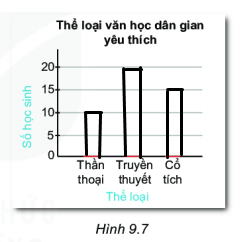 Thể loại văn học dân gian
yêu thích
Số học sinh
20
15
10
5
0
Thần
thoại
Truyền
thuyết
Cổ
tích
Thể loại
Hình 9.7